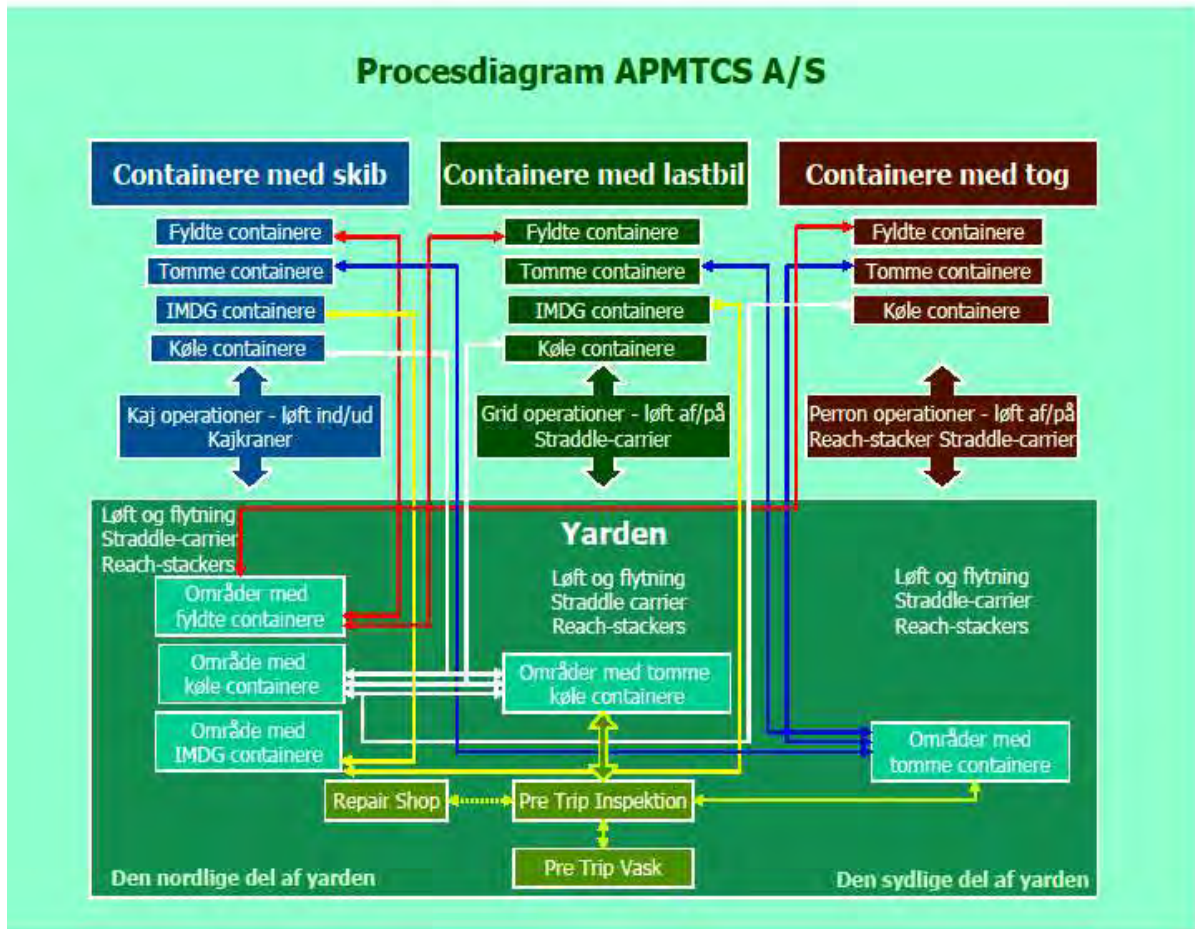 Procesdiagram APMTCS A/S
Containere med skib
Containere med lastbil
Containere med tog
Fyldte containere
Fyldte containere
Fyldte containere
Tomme containere
Tomme containere
Tomme containere
IMDG containere
IMDG containere
Køle containere
Køle containere
Køle containere
Kaj operationer - løft ind/ud
Kajkraner
Grid operationer - løft af/på
Straddle-carrier
Perron operationer - løft af/på
Reach-stacker Straddle-carrier
Løft og flytning
Straddle-carrier
Reach-stackers
Yarden
Løft og flytning
Straddle carrier
Reach-stackers
Løft og flytning
Straddle-carrier
Reach-stackers
Områder med
fyldte containere
Område med
køle containere
Områder med tomme
køle containere
Område med
IMDG containere
Områder med
tomme containere
Repair Shop
Pre Trip Inspektion
Pre Trip Vask
Den nordlige del af yarden
Den sydlige del af yarden